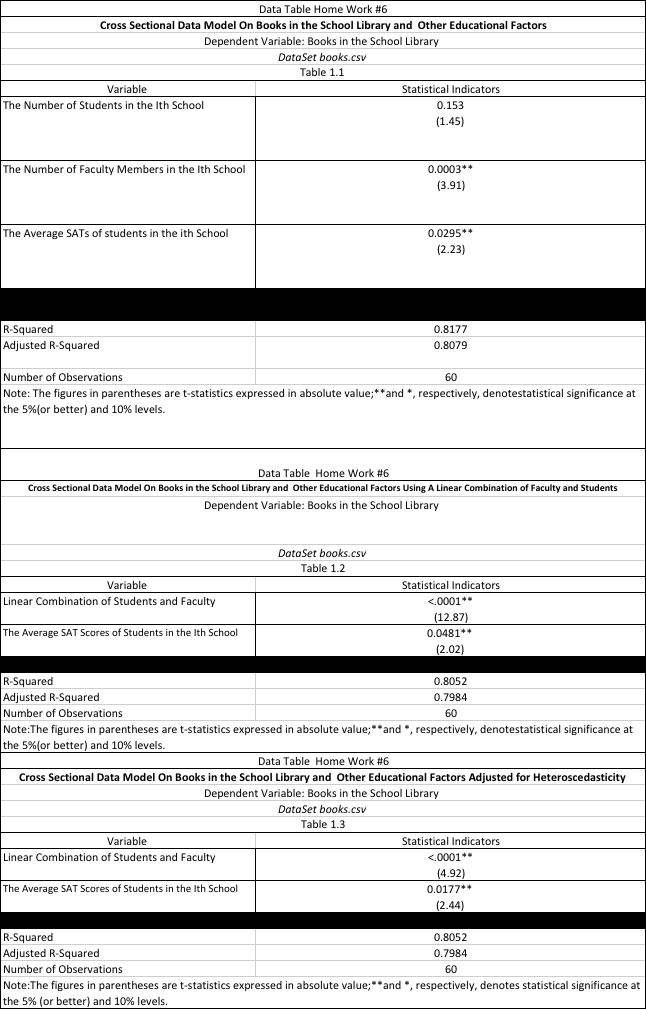 Data Table Home Work #6
Cross Sectional Data Model On Books in the School Library and Other Educational Factors
Dependent Variable: Books in the School Library
DataSet books.csv
Table 1.1
Variable Statistical Indicators
The Number of Students in the Ith School 0.153
(1.45)
The Number of Faculty Members in the Ith School 0.0003**
(3.91)
The Average SATs of students in the ith School 0.0295**
(2.23)
R-Squared 0.8177
Adjusted R-Squared 0.8079
Number of Observations 60
Note: The figures in parentheses are t-statistics expressed in absolute value;**and *, respectively, denotestatistical significance at
the 5%(or better) and 10% levels.
Data Table Home Work #6
Cross Sectional Data Model On Books in the School Library and Other Educational Factors Using A Linear Combination of Faculty and Students
Dependent Variable: Books in the School Library
DataSet books.csv
Table 1.2
Variable Statistical Indicators
Linear Combination of Students and Faculty <.0001**
(12.87)
The Average SAT Scores of Students in the Ith School 0.0481**
(2.02)
R-Squared 0.8052
Adjusted R-Squared 0.7984
Number of Observations 60
Note:The figures in parentheses are t-statistics expressed in absolute value;**and *, respectively, denotestatistical significance at
the 5%(or better) and 10% levels.
Data Table Home Work #6
Cross Sectional Data Model On Books in the School Library and Other Educational Factors Adjusted for Heteroscedasticity
Dependent Variable: Books in the School Library
DataSet books.csv
Table 1.3
Variable Statistical Indicators
Linear Combination of Students and Faculty <.0001**
(4.92)
The Average SAT Scores of Students in the Ith School 0.0177**
(2.44)
R-Squared 0.8052
Adjusted R-Squared 0.7984
Number of Observations 60
Note:The figures in parentheses are t-statistics expressed in absolute value;**and *, respectively, denotes statistical significance at
the 5% (or better) and 10% levels.